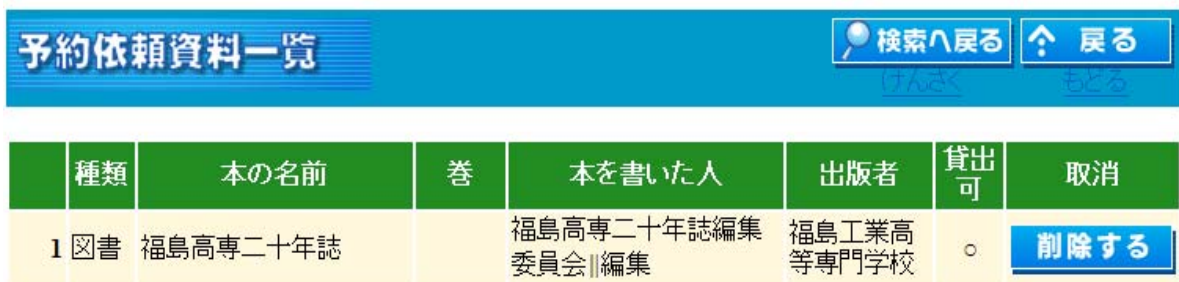 予約依頼資料一覧
検索へ戻る 戻る
けんさく もどる
種類 本の名前 巻 本を書いた人 出版者 貸出可 取消
1 図書 福島高専二十年誌 福島高専二十年誌編集 福島工業高 ○ 削除する
委員会||編集 等専門学校